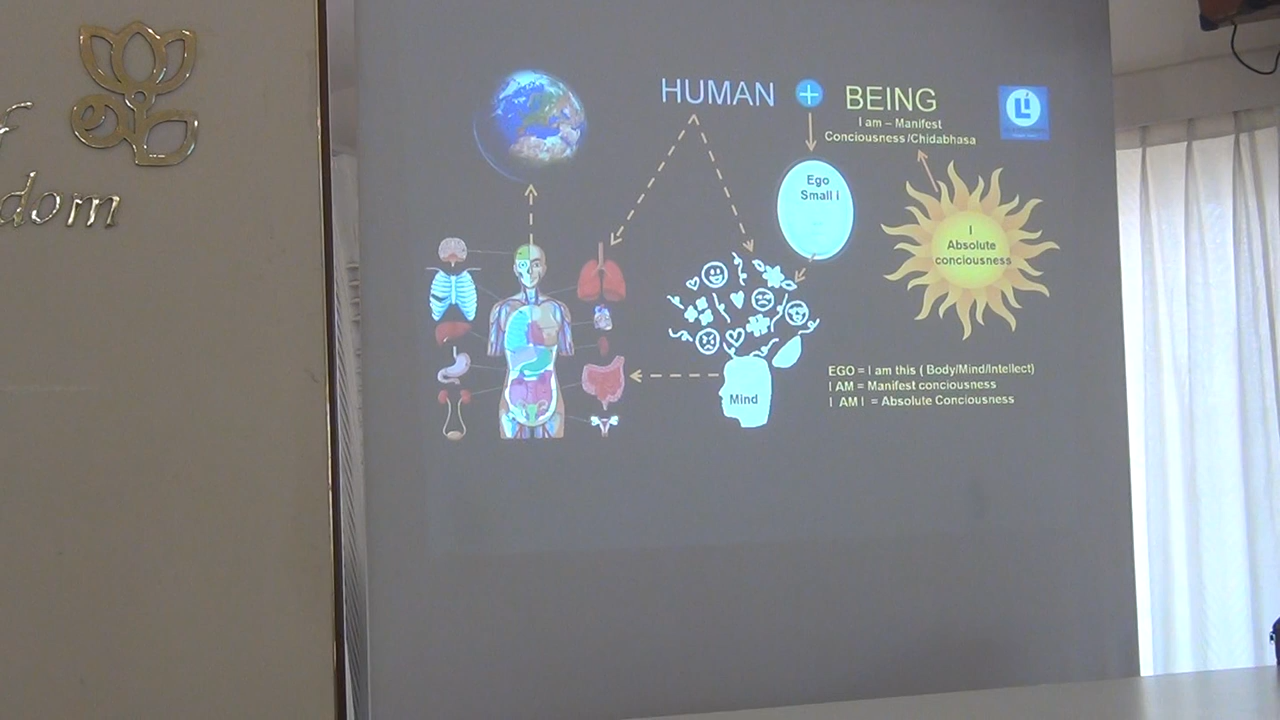 dom
HUMAN + BEING
I am – Manifest
Conciousness /Chidabhasa
Ego
Small i
I
Absolute
conciousness
Mind
EGO = I am this ( Body/Mind/Intellect)
I AM = Manifest conciousness
I AM I = Absolute Conciousness